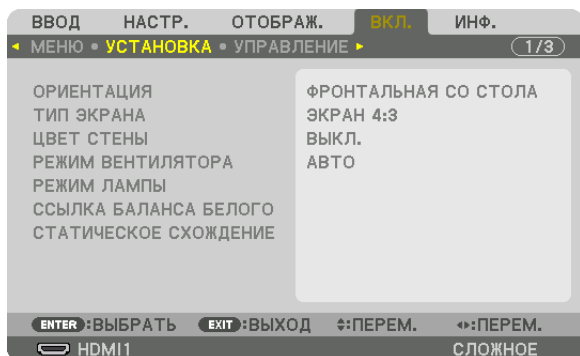 ВВОД НАСТР. ОТОБРАЖ. ВКЛ. ИНФ.
МЕНЮ • УСТАНОВКА • УПРАВЛЕНИЕ 1/3
ОРИЕНТАЦИЯ ФРОНТАЛЬНАЯ СО СТОЛА
ТИП ЭКРАНА ЭКРАН 4:3
ЦВЕТ СТЕНЫ ВЫКЛ.
РЕЖИМ ВЕНТИЛЯТОРА АВТО
РЕЖИМ ЛАМПЫ
ССЫЛКА БАЛАНСА БЕЛОГО
СТАТИЧЕСКОЕ СХОЖДЕНИЕ
ENTER :ВЫБРАТЬ EXIT :ВЫХОД :ПЕРЕМ. :ПЕРЕМ.
HDMI1 СЛОЖНОЕ